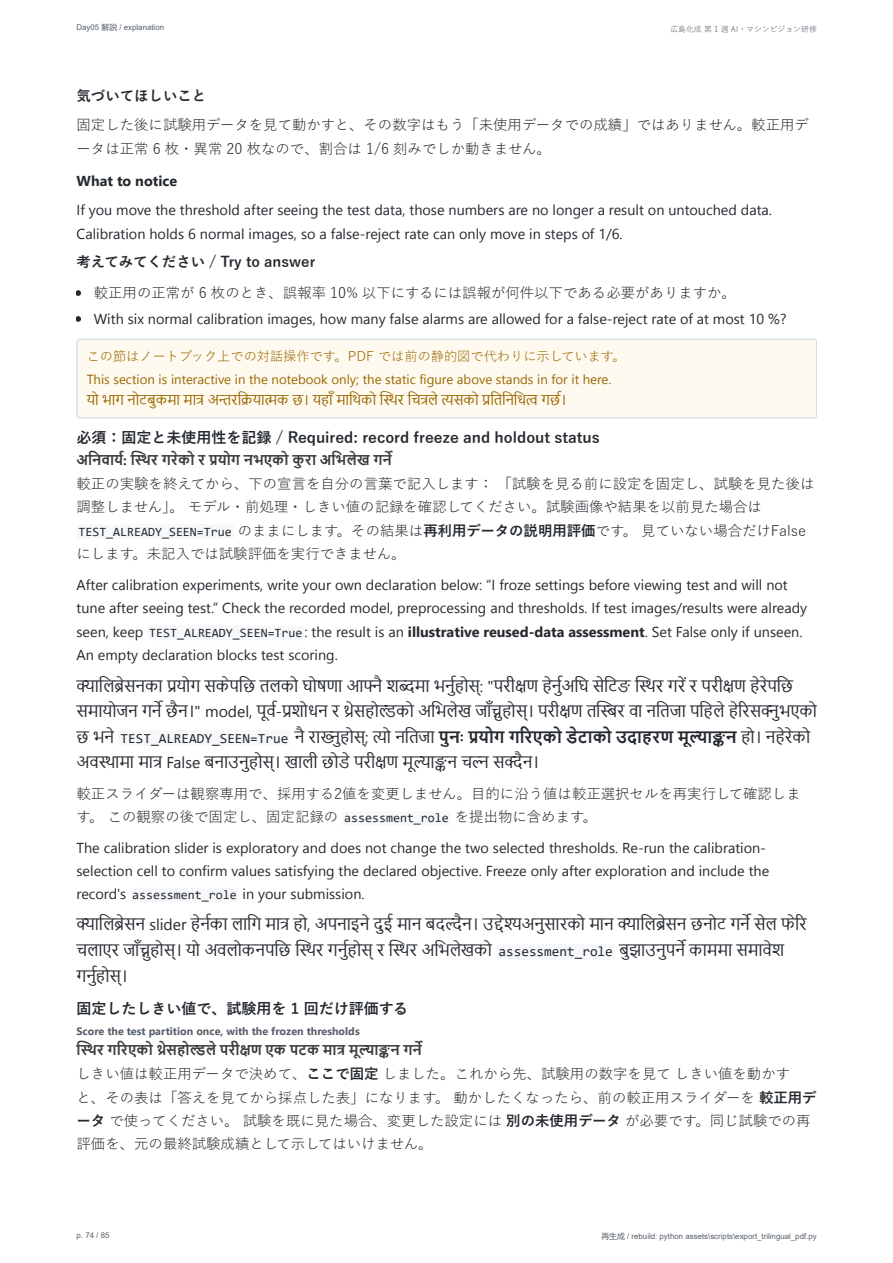 Day05 解説 / explanation
広島化成 第 1 週 AI・マシンビジョン研修
気づいてほしいこと
固定した後に試験用データを見て動かすと、その数字はもう「未使用データでの成績」ではありません。較正用デ
ータは正常 6 枚・異常 20 枚なので、割合は 1/6 刻みでしか動きません。
What to notice
If you move the threshold after seeing the test data, those numbers are no longer a result on untouched data.
Calibration holds 6 normal images, so a false-reject rate can only move in steps of 1/6.
考えてみてください / Try to answer
• 較正用の正常が 6 枚のとき、誤報率 10% 以下にするには誤報が何件以下である必要がありますか。
• With six normal calibration images, how many false alarms are allowed for a false-reject rate of at most 10 %?
この節はノートブック上での対話操作です。PDF では前の静的図で代わりに示しています。
This section is interactive in the notebook only; the static figure above stands in for it here.
यो भाग नोटबुकमा मात्र अन्तरक्रियात्मक छ। यहाँ माथिको स्थिर चित्रले त्यसको प्रतिनिधित्व गर्छ।
必須：固定と未使用性を記録 / Required: record freeze and holdout status
अनिवार्य: स्थिर गरेको र प्रयोग नभएको कुरा अभिलेख गर्ने
較正の実験を終えてから、下の宣言を自分の言葉で記入します： 「試験を見る前に設定を固定し、試験を見た後は
調整しません」。 モデル・前処理・しきい値の記録を確認してください。試験画像や結果を以前見た場合は
TEST_ALREADY_SEEN=True のままにします。その結果は再利用データの説明用評価です。 見ていない場合だけFalse
にします。未記入では試験評価を実行できません。
After calibration experiments, write your own declaration below: “I froze settings before viewing test and will not
tune after seeing test.” Check the recorded model, preprocessing and thresholds. If test images/results were already
seen, keep TEST_ALREADY_SEEN=True: the result is an illustrative reused-data assessment. Set False only if unseen.
An empty declaration blocks test scoring.
क्यालिब्रेसनका प्रयोग सकेपछि तलको घोषणा आफ्नै शब्दमा भर्नुहोस्: "परीक्षण हेर्नुअघि सेटिङ स्थिर गरें र परीक्षण हेरेपछि
समायोजन गर्ने छैन।" model, पूर्व-प्रशोधन र थ्रेसहोल्डको अभिलेख जाँच्नुहोस्। परीक्षण तस्बिर वा नतिजा पहिले हेरिसक्नुभएको
छ भने TEST_ALREADY_SEEN=True नै राख्नुहोस्; त्यो नतिजा पुनः प्रयोग गरिएको डेटाको उदाहरण मूल्याङ्कन हो। नहेरेको
अवस्थामा मात्र False बनाउनुहोस्। खाली छोडे परीक्षण मूल्याङ्कन चल्न सक्दैन।
較正スライダーは観察専用で、採用する2値を変更しません。目的に沿う値は較正選択セルを再実行して確認しま
す。 この観察の後で固定し、固定記録の assessment_role を提出物に含めます。
The calibration slider is exploratory and does not change the two selected thresholds. Re-run the calibration-
selection cell to confirm values satisfying the declared objective. Freeze only after exploration and include the
record's assessment_role in your submission.
क्यालिब्रेसन slider हेर्नका लागि मात्र हो, अपनाइने दुई मान बदल्दैन। उद्देश्यअनुसारको मान क्यालिब्रेसन छनोट गर्ने सेल फेरि
चलाएर जाँच्नुहोस्। यो अवलोकनपछि स्थिर गर्नुहोस् र स्थिर अभिलेखको assessment_role बुझाउनुपर्ने काममा समावेश
गर्नुहोस्।
固定したしきい値で、試験用を 1 回だけ評価する
Score the test partition once, with the frozen thresholds
स्थिर गरिएको थ्रेसहोल्डले परीक्षण एक पटक मात्र मूल्याङ्कन गर्ने
しきい値は較正用データで決めて、ここで固定 しました。これから先、試験用の数字を見て しきい値を動かす
と、その表は「答えを見てから採点した表」になります。 動かしたくなったら、前の較正用スライダーを 較正用デ
ータ で使ってください。 試験を既に見た場合、変更した設定には 別の未使用データ が必要です。同じ試験での再
評価を、元の最終試験成績として示してはいけません。
p. 74 / 85
再生成 / rebuild: python assets\scripts\export_trilingual_pdf.py